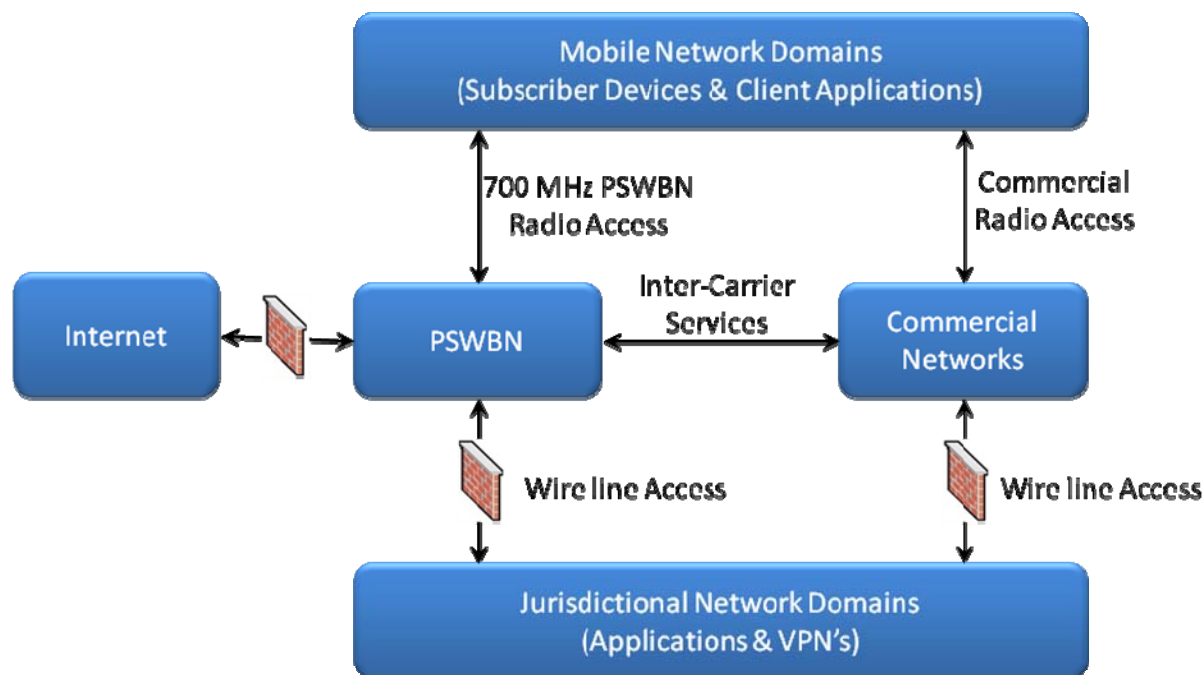 Mobile Network Domains
(Subscriber Devices & Client Applications)
700 MHz PSWBN
Radio Access
Commercial
Radio Access
Internet
PSWBN
Inter-Carrier
Services
Commercial
Networks
Wire line Access
Wire line Access
Jurisdictional Network Domains
(Applications & VPN's)